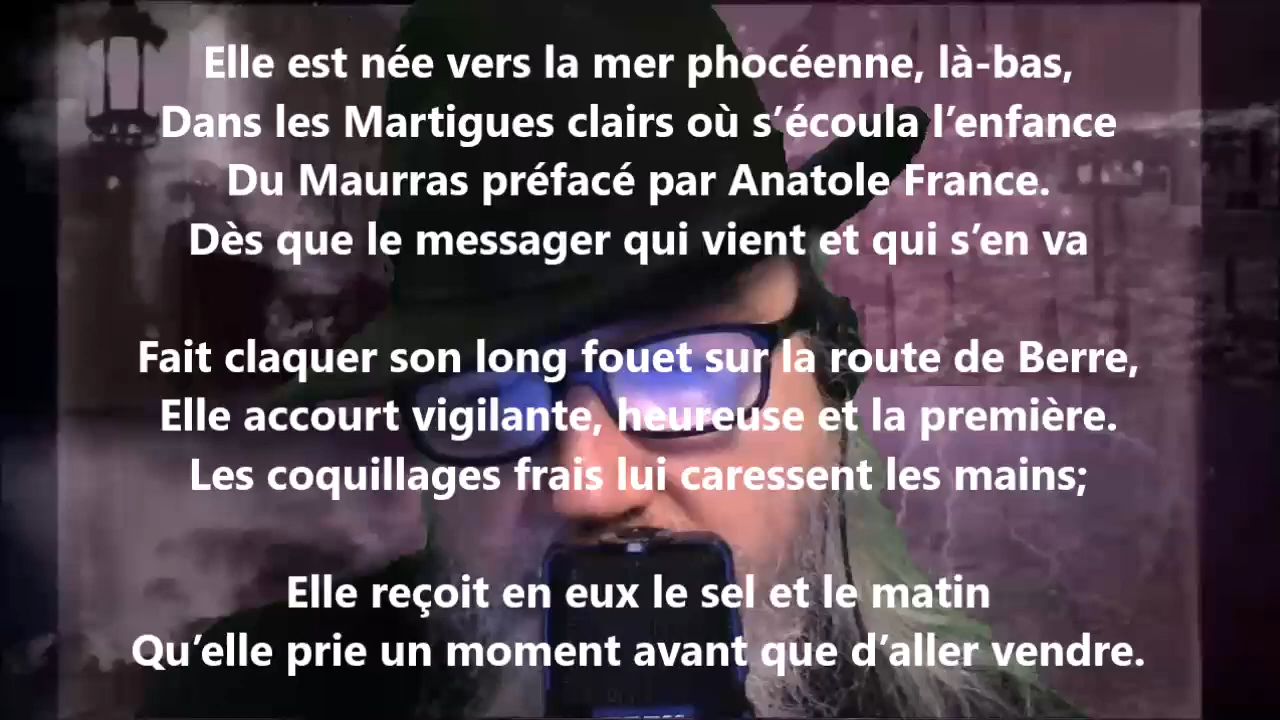 Elle est née vers la mer phocéenne, là-bas,
Dans les Martigues clairs où s’écoula l’enfance
Du Maurras préfacé par Anatole France.
Dès que le messager qui vient et qui s’en va
Fait claquer son long fouet sur la route de Berre,
Elle accourt vigilante, heureuse et la première.
Les coquillages frais lui caressent les mains;
Elle reçoit en eux le sel et le matin
Qu’elle prie un moment avant que d’aller vendre.